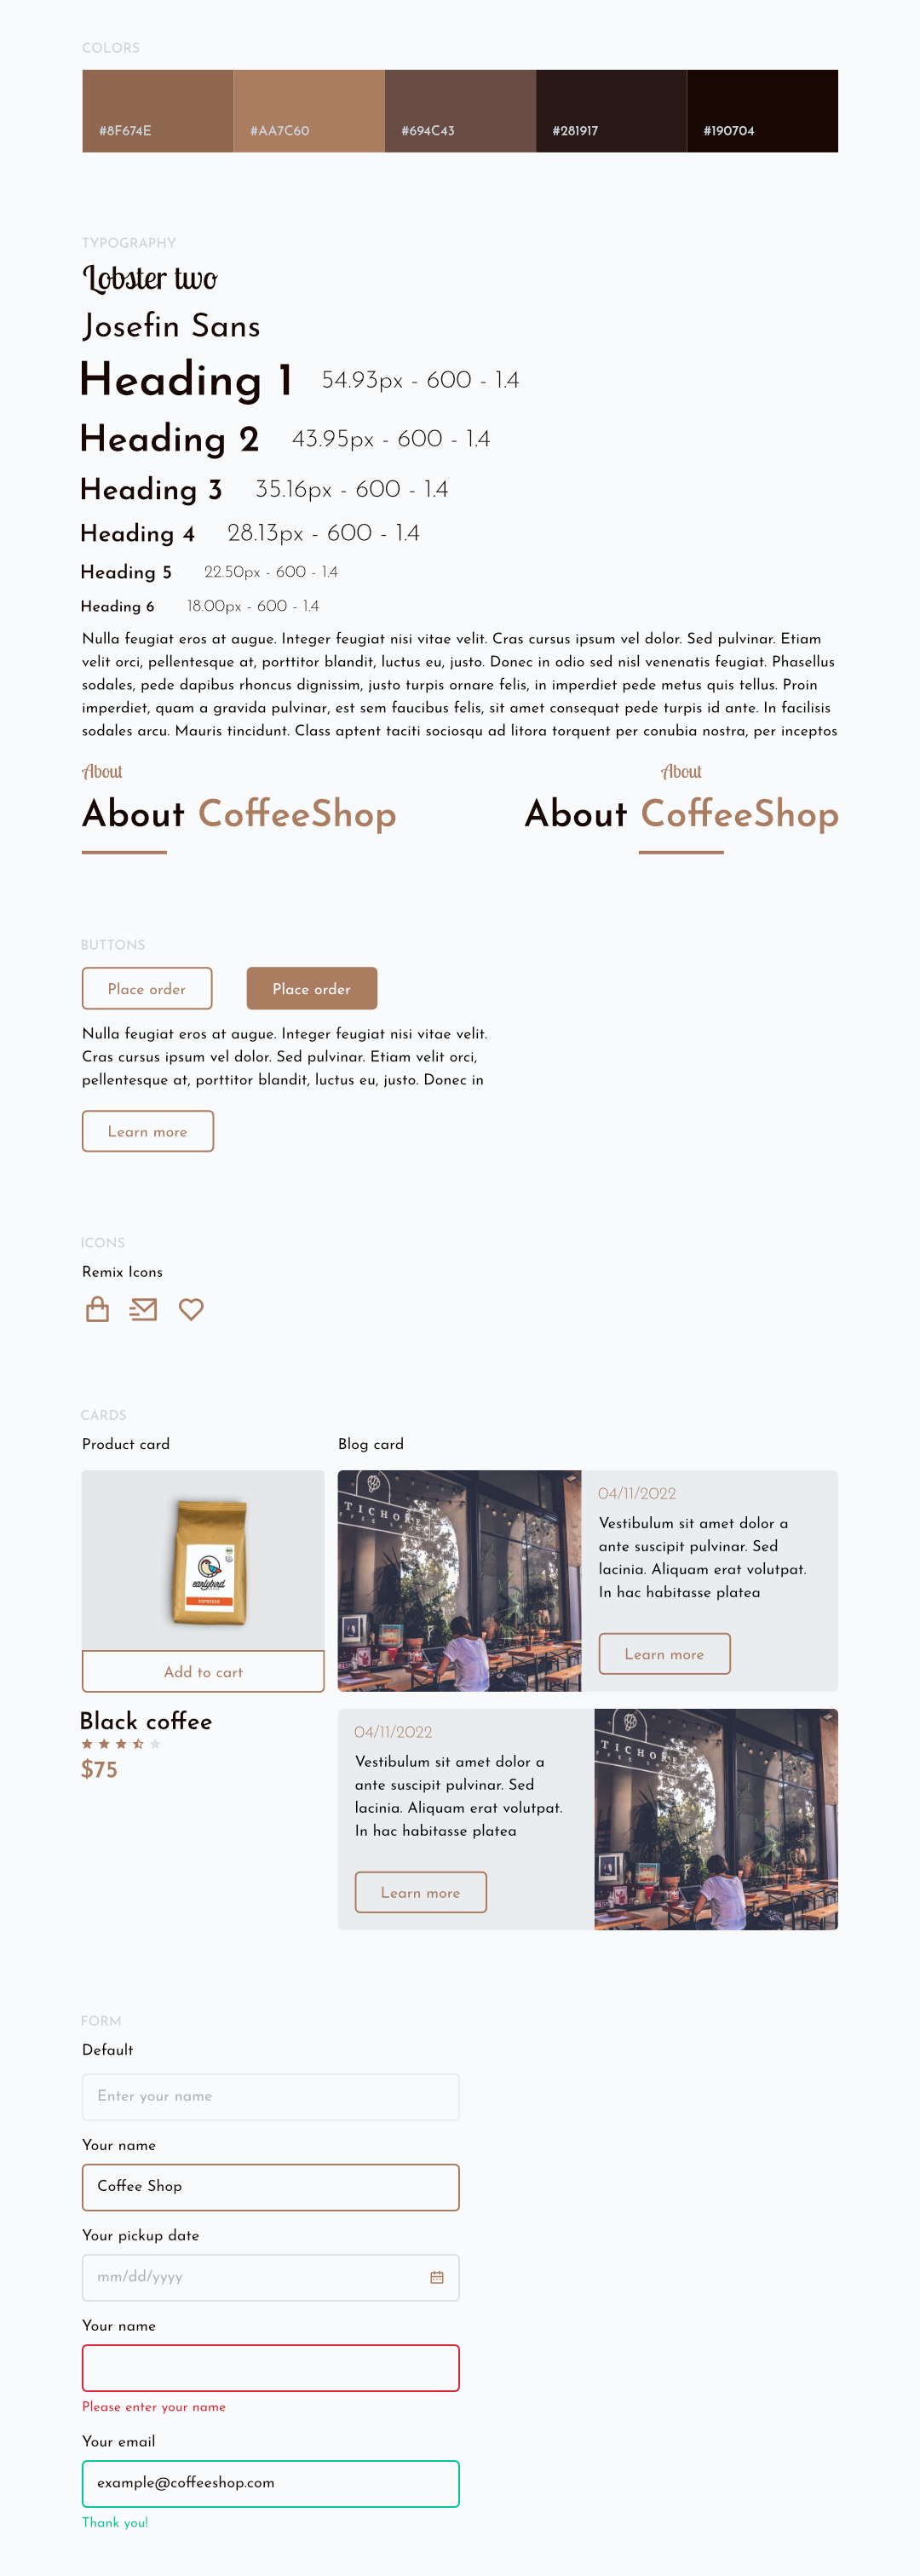 COLORS
#8F674E
#AA7C60
#694C43
#281917
#190704
TYPOGRAPHY
Lobster two
Josefin Sans
Heading 1 54.93px - 600 - 1.4
Heading 2 43.95px - 600 - 1.4
Heading 3 35.16px - 600 - 1.4
Heading 4 28.13px - 600 - 1.4
Heading 5 22.50px - 600 - 1.4
Heading 6 18.00px - 600 - 1.4
Nulla feugiat eros at augue. Integer feugiat nisi vitae velit. Cras cursus ipsum vel dolor. Sed pulvinar. Etiam
velit orci, pellentesque at, porttitor blandit, luctus eu, justo. Donec in odio sed nisl venenatis feugiat. Phasellus
sodales, pede dapibus rhoncus dignissim, justo turpis ornare felis, in imperdiet pede metus quis tellus. Proin
imperdiet, quam a gravida pulvinar, est sem faucibus felis, sit amet consequat pede turpis id ante. In facilisis
sodales arcu. Mauris tincidunt. Class aptent taciti sociosqu ad litora torquent per conubia nostra, per inceptos
About
About CoffeeShop
About
About CoffeeShop
BUTTONS
Place order
Place order
Nulla feugiat eros at augue. Integer feugiat nisi vitae velit.
Cras cursus ipsum vel dolor. Sed pulvinar. Etiam velit orci,
pellentesque at, porttitor blandit, luctus eu, justo. Donec in
Learn more
ICONS
Remix Icons
CARDS
Product card
earlybird
ESPRESSO
Add to cart
Black coffee
$75
Blog card
TICHORE
FFEE SHO
04/11/2022
Vestibulum sit amet dolor a
ante suscipit pulvinar. Sed
lacinia. Aliquam erat volutpat.
In hac habitasse platea
Learn more
04/11/2022
Vestibulum sit amet dolor a
ante suscipit pulvinar. Sed
lacinia. Aliquam erat volutpat.
In hac habitasse platea
Learn more
TICHORE
FORM
Default
Enter your name
Your name
Coffee Shop
Your pickup date
mm/dd/yyyy
Your name
Please enter your name
Your email
example@coffeeshop.com
Thank you!